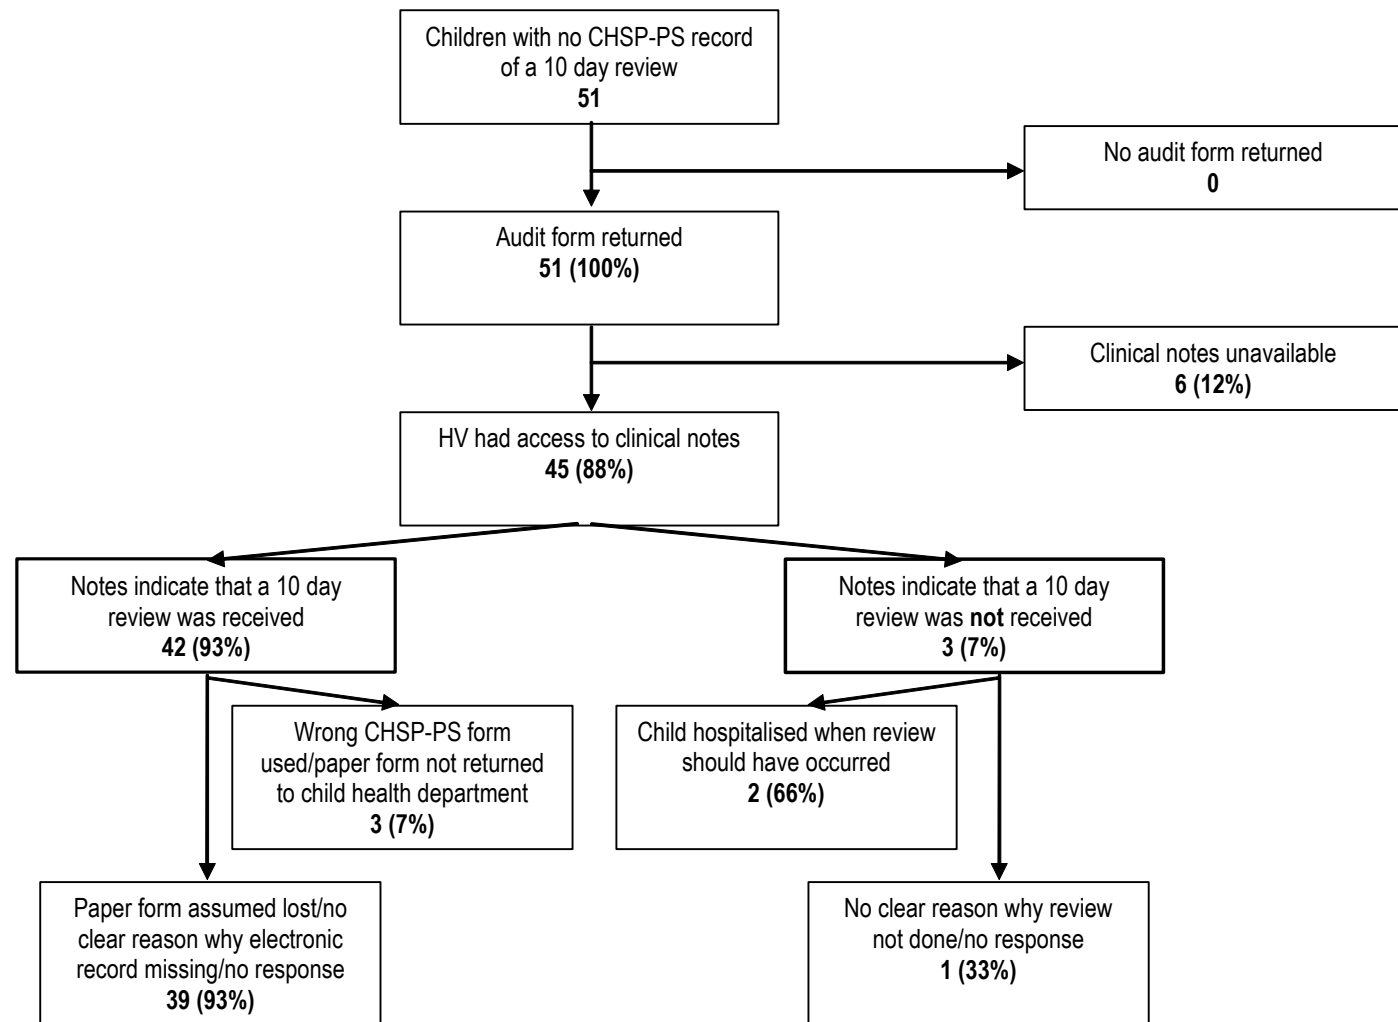 Children with no CHSP-PS record
of a 10 day review
51
No audit form returned
0
Audit form returned
51 (100%)
Clinical notes unavailable
6 (12%)
HV had access to clinical notes
45 (88%)
Notes indicate that a 10 day
review was received
42 (93%)
Notes indicate that a 10 day
review was not received
3 (7%)
Wrong CHSP-PS form
used/paper form not returned
to child health department
3 (7%)
Child hospitalised when review
should have occurred
2 (66%)
Paper form assumed lost/no
clear reason why electronic
record missing/no response
39 (93%)
No clear reason why review
not done/no response
1 (33%)